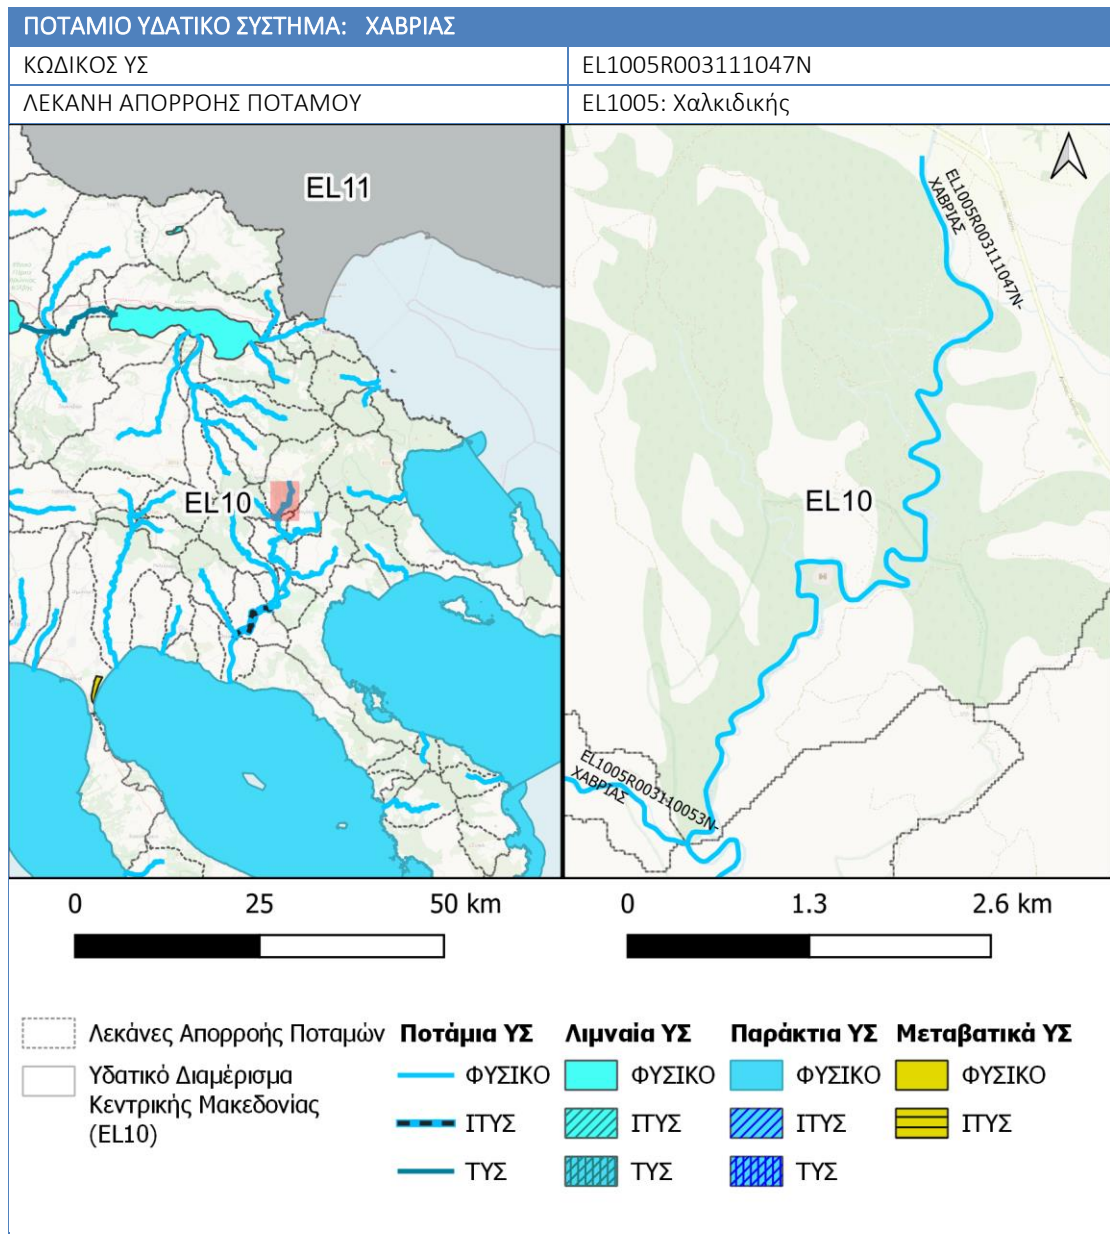 ΠΟΤΑΜΙΟ ΥΔΑΤΙΚΟ ΣΥΣΤΗΜΑ: ΧΑΒΡΙΑΣ
ΚΩΔΙΚΟΣ ΥΣ EL1005R003111047N
ΛΕΚΑΝΗ ΑΠΟΡΡΟΗΣ ΠΟΤΑΜΟΥ EL1005: Χαλκιδικής
EL11
EL10
EL1005R003111047N-
ΧΑΒΡΙΑΣ
EL10
EL1005R003110053N-
ΧΑΒΡΙΑΣ
0 25 50 km
0 1.3 2.6 km
Λεκάνες Απορροής Ποταμών
Υδατικό Διαμέρισμα
Κεντρικής Μακεδονίας
(EL10)
Ποτάμια ΥΣ
ΦΥΣΙΚΟ
ΙΤΥΣ
ΤΥΣ
Λιμναία ΥΣ
ΦΥΣΙΚΟ
ΙΤΥΣ
ΤΥΣ
Παράκτια ΥΣ
ΦΥΣΙΚΟ
ΙΤΥΣ
ΤΥΣ
Μεταβατικά ΥΣ
ΦΥΣΙΚΟ
ΙΤΥΣ